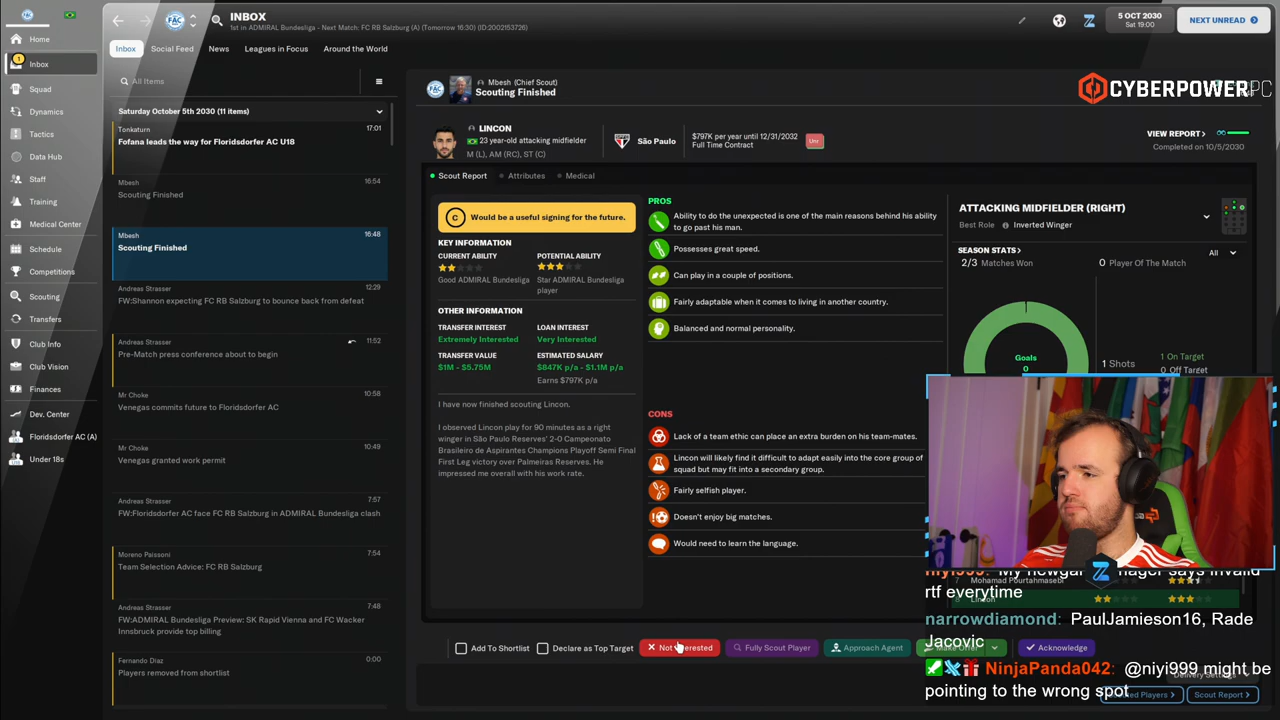 INBOX
1st in ADMIRAL Bundesliga - Next Match: FC RB Salzburg (A) (Tomorrow 16:30) (ID:2002153726)
5 OCT 2030
Sat 19:00
NEXT UNREAD
Home
1
Inbox
Squad
Dynamics
Tactics
Data Hub
Staff
Training
Medical Center
Schedule
Competitions
Scouting
Transfers
Club Info
Club Vision
Finances
Dev. Center
Floridsdorfer AC (A)
Under 18s
Inbox
Social Feed
News
Leagues in Focus
Around the World
All Items
Saturday October 5th 2030 (11 items)
Tonkaturn 17:01
Fofana leads the way for Floridsdorfer AC U18
Mbesh 16:54
Scouting Finished
Mbesh 16:48
Scouting Finished
Andreas Strasser 12:29
FW:Shannon expecting FC RB Salzburg to bounce back from defeat
Andreas Strasser 11:52
Pre-Match press conference about to begin
Mr Choke 10:58
Venegas commits future to Floridsdorfer AC
Mr Choke 10:49
Venegas granted work permit
Andreas Strasser 7:57
FW:Floridsdorfer AC face FC RB Salzburg in ADMIRAL Bundesliga clash
Moreno Paissoni 7:54
Team Selection Advice: FC RB Salzburg
Andreas Strasser 7:48
FW:ADMIRAL Bundesliga Preview: SK Rapid Vienna and FC Wacker
Innsbruck provide top billing
Fernando Diaz 0:00
Players removed from shortlist
Mbesh (Chief Scout)
Scouting Finished
CYBERPOWERPC
LINCON
23 year-old attacking midfielder
M (L), AM (RC), ST (C)
São Paulo
$797K per year until 12/31/2032
Full Time Contract
Unr
VIEW REPORT
Completed on 10/5/2030
Scout Report
Attributes
Medical
C
Would be a useful signing for the future.
KEY INFORMATION
CURRENT ABILITY
Good ADMIRAL Bundesliga
POTENTIAL ABILITY
Star ADMIRAL Bundesliga
player
OTHER INFORMATION
TRANSFER INTEREST
Extremely Interested
LOAN INTEREST
Very Interested
TRANSFER VALUE
$1M - $5.75M
ESTIMATED SALARY
$847K p/a - $1.1M p/a
Earns $797K p/a
I have now finished scouting Lincon.
I observed Lincon play for 90 minutes as a right
winger in São Paulo Reserves' 2-0 Campeonato
Brasileiro de Aspirantes Champions Playoff Semi Final
First Leg victory over Palmeiras Reserves. He
impressed me overall with his work rate.
PROS
Ability to do the unexpected is one of the main reasons behind his ability
to go past his man.
Possesses great speed.
Can play in a couple of positions.
Fairly adaptable when it comes to living in another country.
Balanced and normal personality.
CONS
Lack of a team ethic can place an extra burden on his team-mates.
Lincon will likely find it difficult to adapt easily into the core group of
squad but may fit into a secondary group.
Fairly selfish player.
Doesn't enjoy big matches.
Would need to learn the language.
ATTACKING MIDFIELDER (RIGHT)
Best Role
Inverted Winger
SEASON STATS
All
2/3 Matches Won
0 Player Of The Match
Goals
0
1 Shots
1 On Target
0 Off Target
7 Mohamad Pourtahmasebi
Lincon
Add To Shortlist
Declare as Top Target
Not Interested
Fully Scout Player
Approach Agent
Make Offer
Acknowledge
Delivery Settings
Scout Report
rtf everytime
narrowdiamond: PaulJamieson16, Rade
Jacovic
NinjaPanda042: @niyi999 might be
pointing to the wrong spot